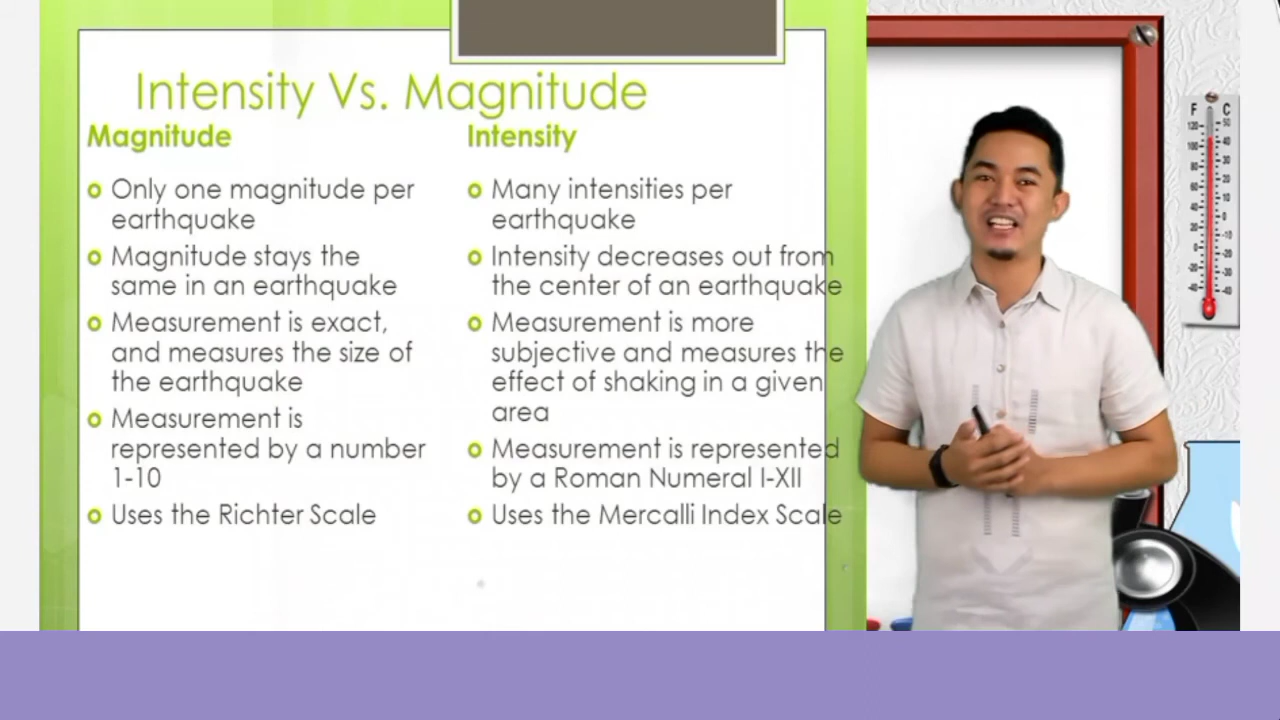 Intensity Vs. Magnitude
Magnitude
Only one magnitude per
earthquake
Magnitude stays the
same in an earthquake
Measurement is exact,
and measures the size of
the earthquake
Measurement is
represented by a number
1-10
Uses the Richter Scale
Intensity
Many intensities per
earthquake
Intensity decreases out from
the center of an earthquake
Measurement is more
subjective and measures the
effect of shaking in a given
area
Measurement is represented
by a Roman Numeral I-XII
Uses the Mercalli Index Scale
F C